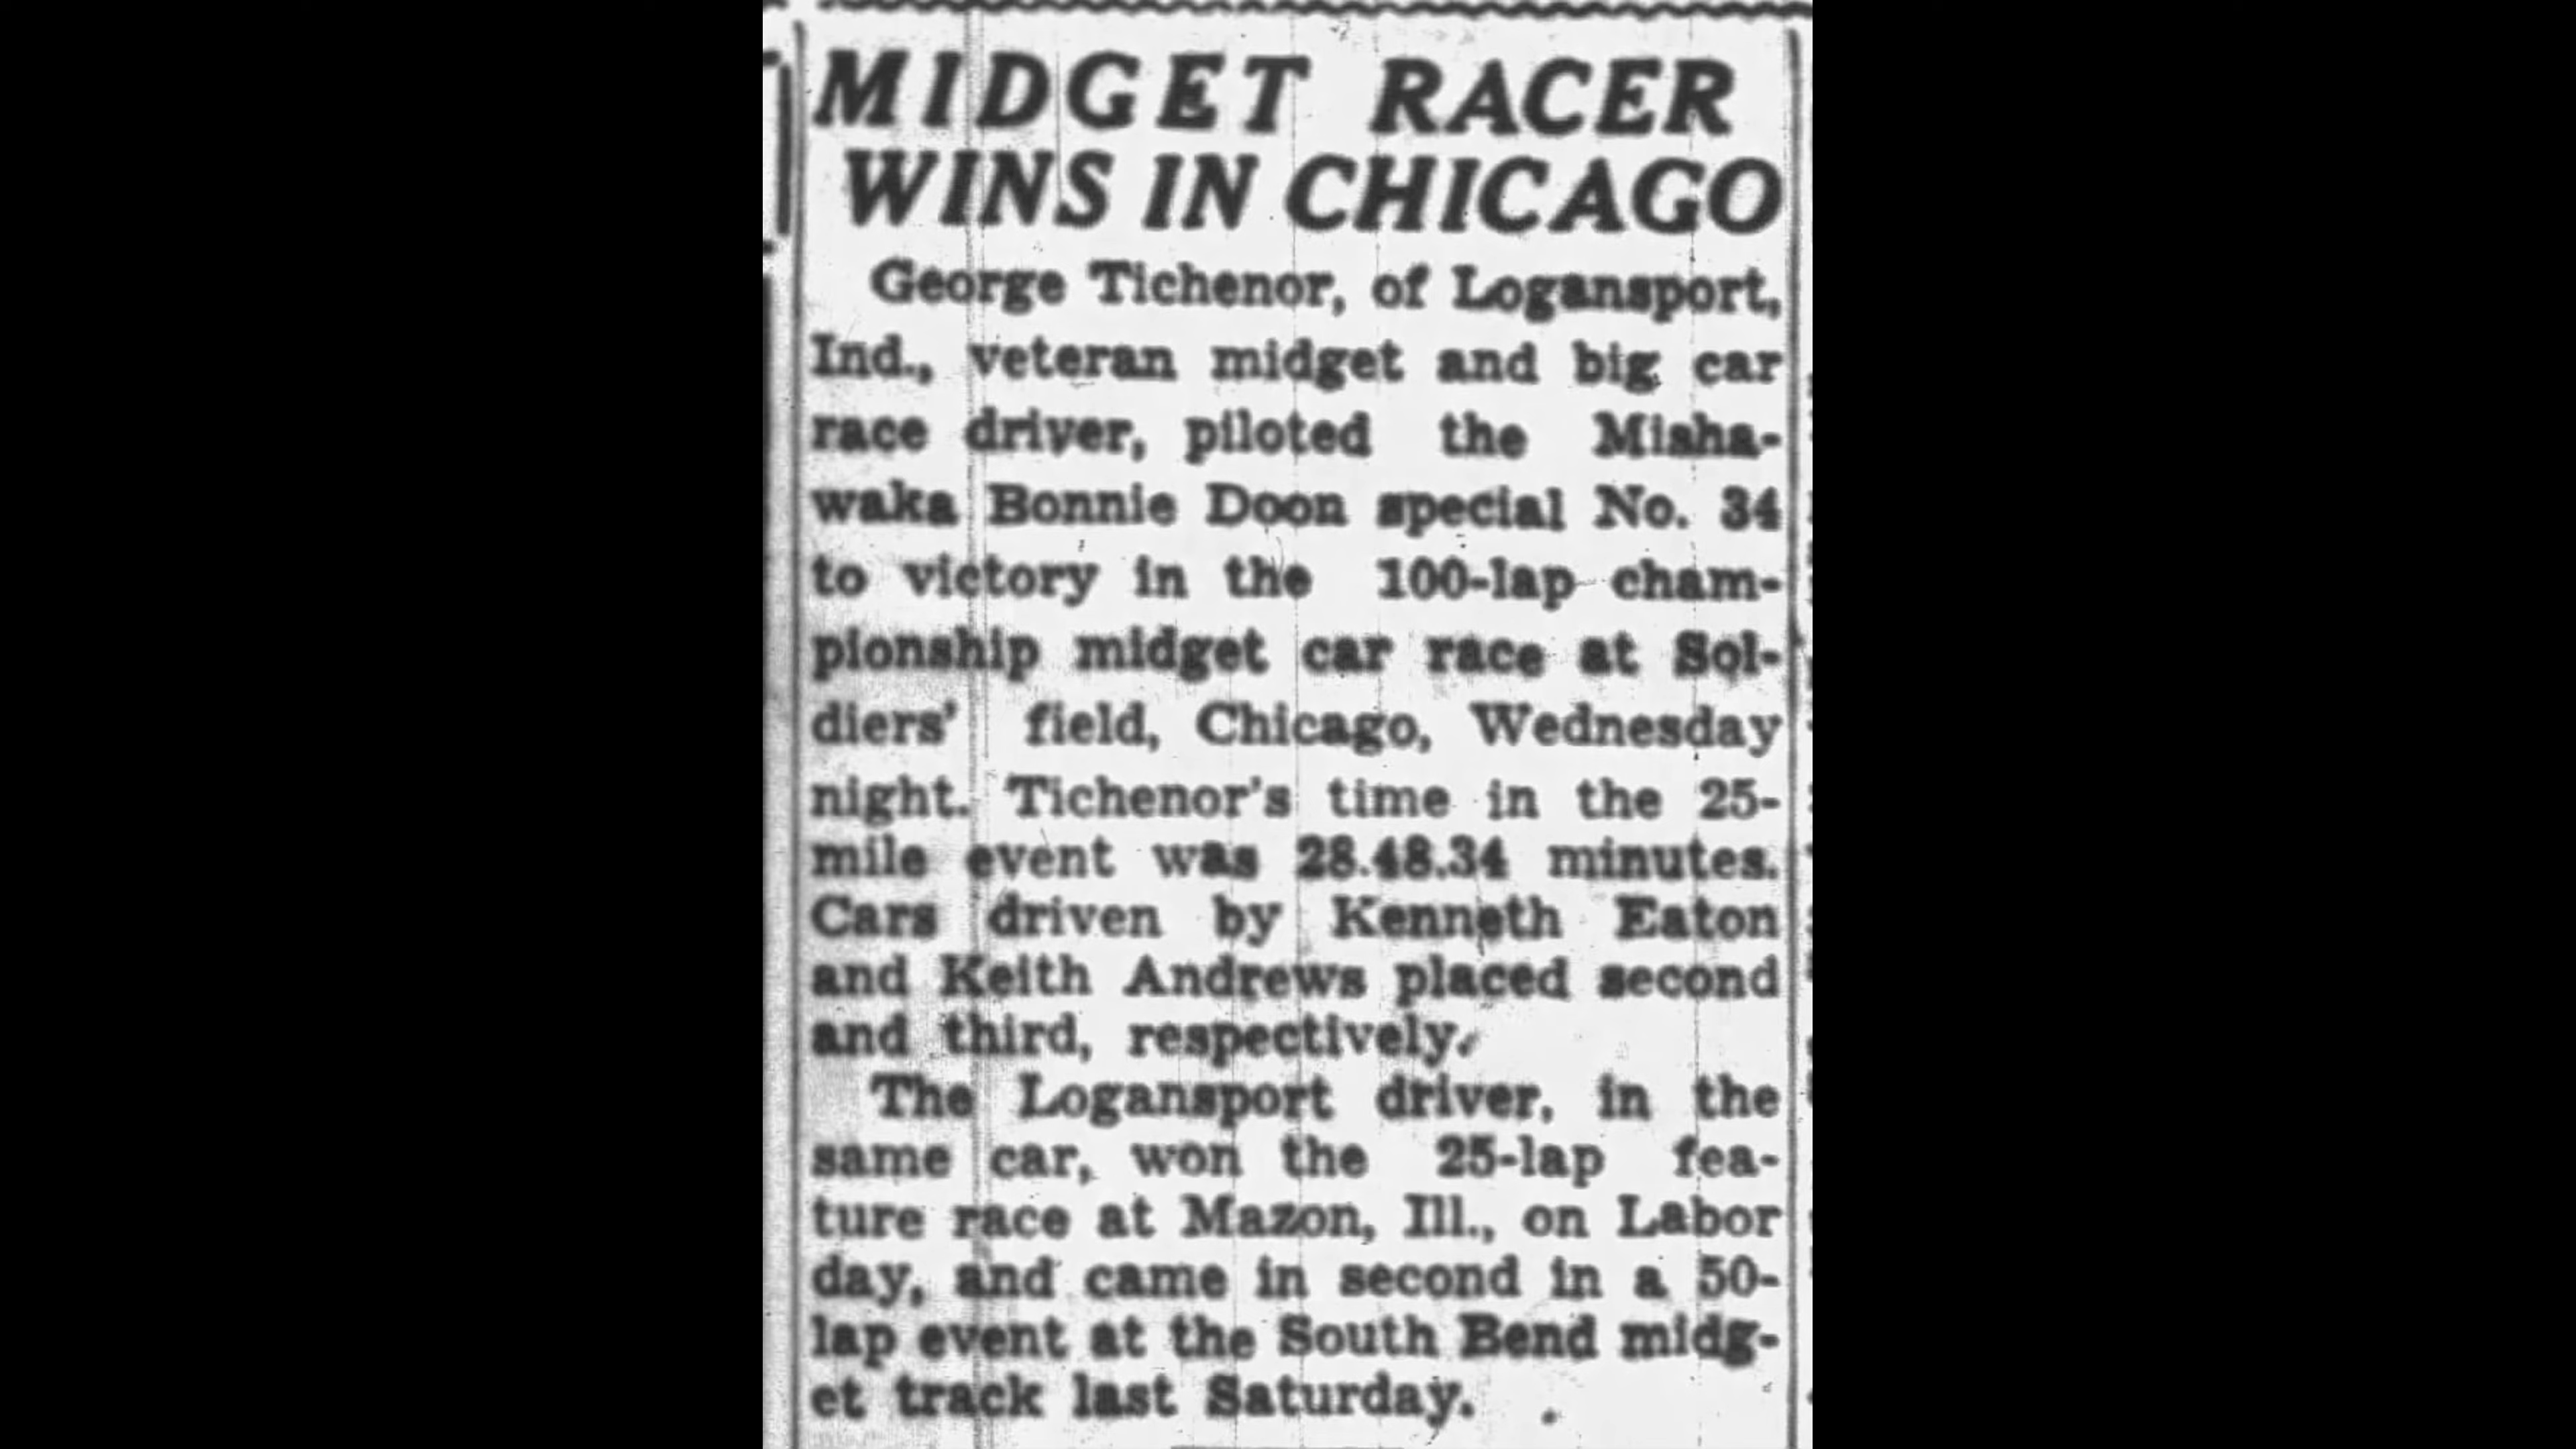 MIDGET RACER
WINS IN CHICAGO
George Tichenor, of Logansport,
Ind., veteran midget and big car
race driver, piloted the Misha-
waka Bonnie Doon special No. 34
to victory in the 100-lap cham-
pionship midget car race at Sol-
diers' field, Chicago, Wednesday
night. Tichenor's time in the 25-
mile event was 28.48.34 minutes.
Cars driven by Kenneth Eaton
and Keith Andrews placed second
and third, respectively.
The Logansport driver, in the
same car, won the 25-lap fea-
ture race at Mazon, Ill., on Labor
day, and came in second in a 50-
lap event at the South Bend midg-
et track last Saturday.